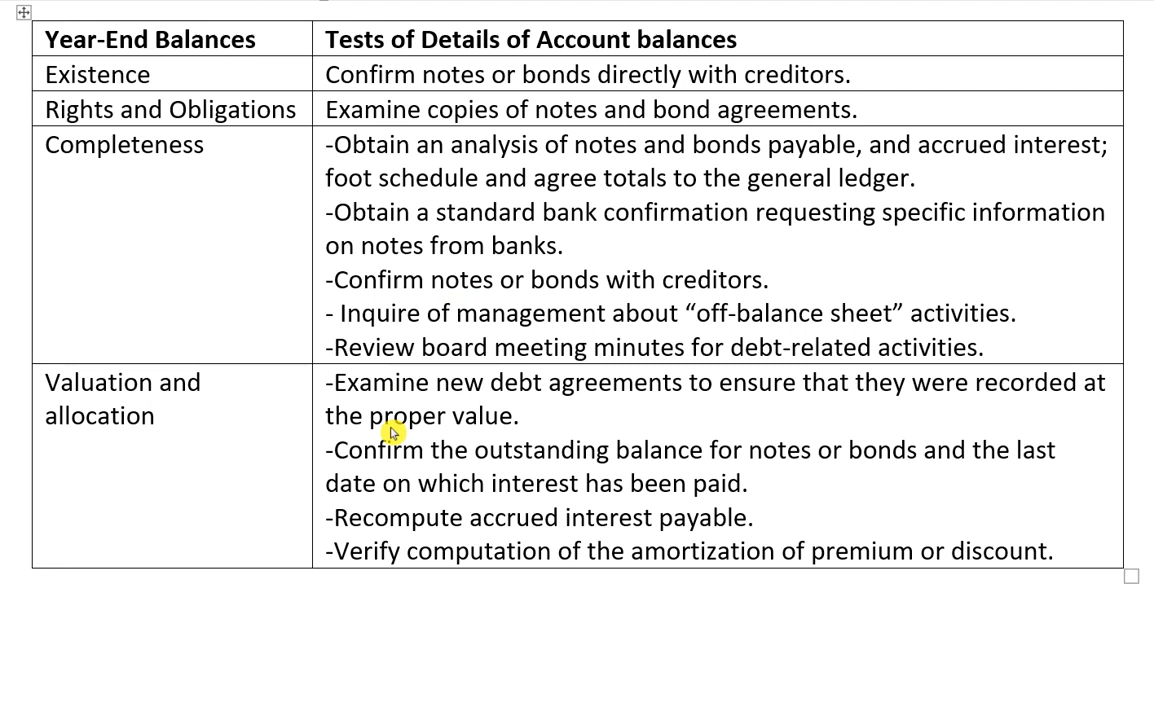 Year-End Balances
Tests of Details of Account balances
Existence
Confirm notes or bonds directly with creditors.
Rights and Obligations
Examine copies of notes and bond agreements.
Completeness
-Obtain an analysis of notes and bonds payable, and accrued interest;
foot schedule and agree totals to the general ledger.
-Obtain a standard bank confirmation requesting specific information
on notes from banks.
-Confirm notes or bonds with creditors.
- Inquire of management about “off-balance sheet” activities.
-Review board meeting minutes for debt-related activities.
Valuation and
allocation
-Examine new debt agreements to ensure that they were recorded at
the proper value.
-Confirm the outstanding balance for notes or bonds and the last
date on which interest has been paid.
-Recompute accrued interest payable.
-Verify computation of the amortization of premium or discount.